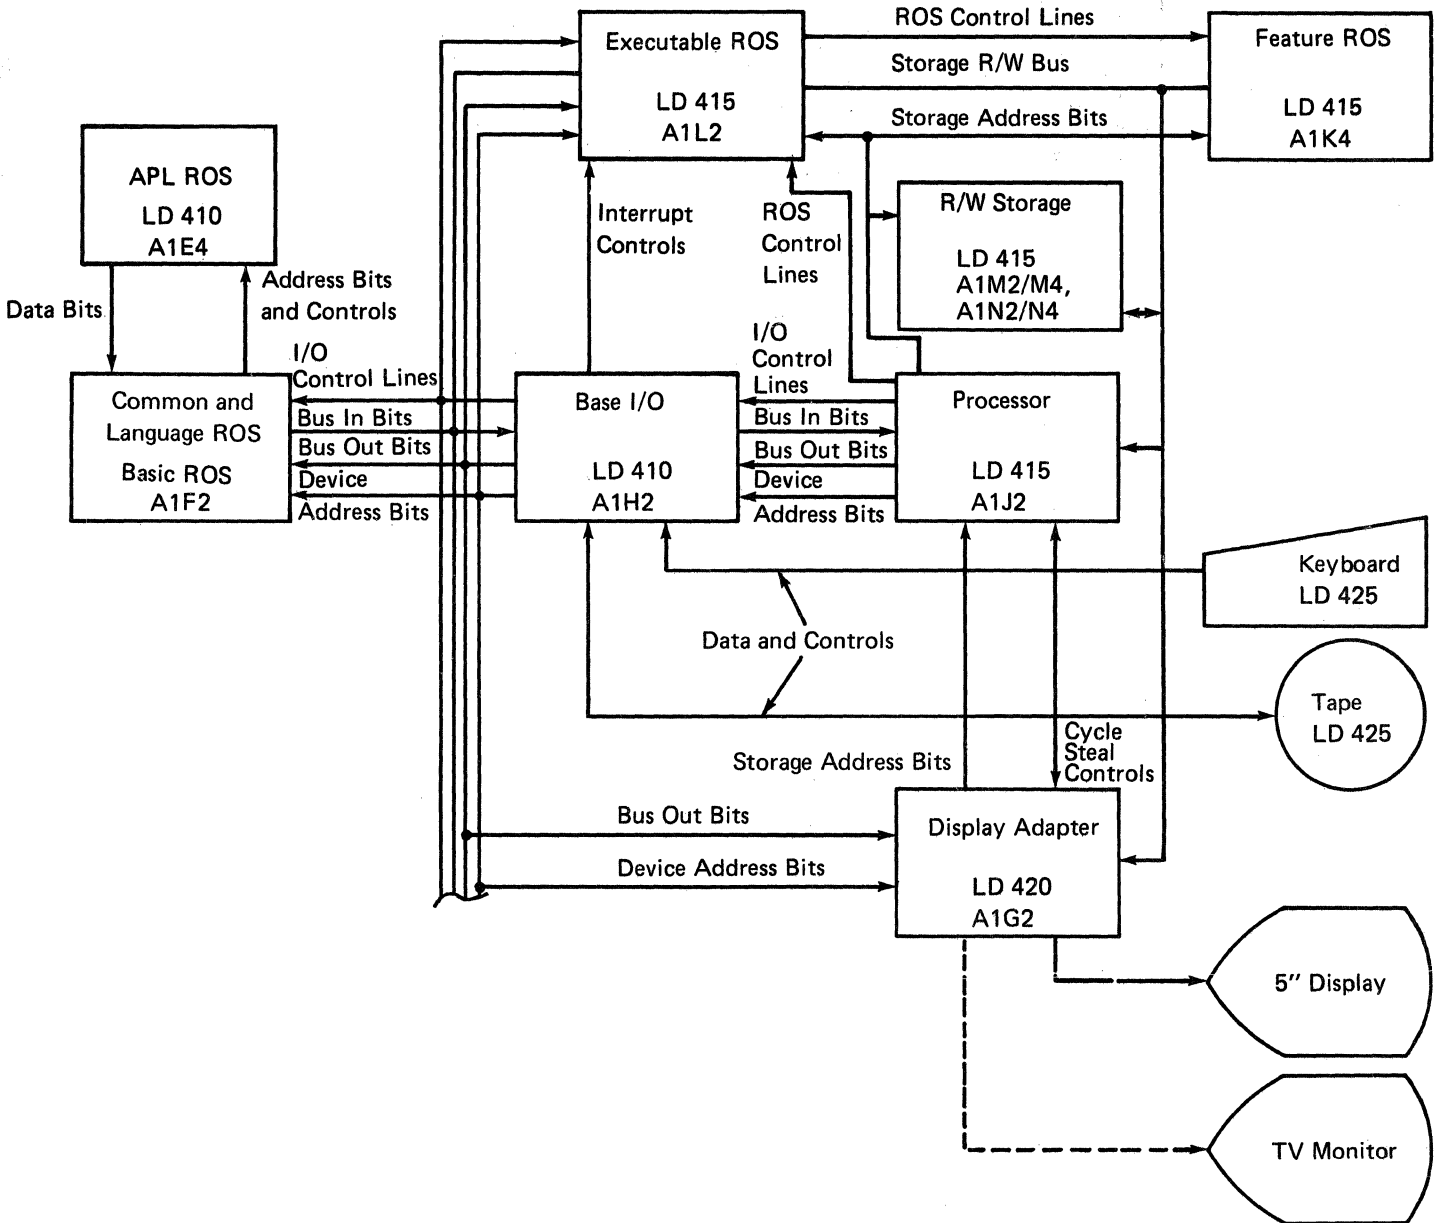 ROS Control Lines
Executable ROS
LD 415
A1L2
Storage R/W Bus
Storage Address Bits
Feature ROS
LD 415
A1K4
APL ROS
LD 410
A1E4
Interrupt
Controls
ROS
Control
Lines
R/W Storage
LD 415
A1M2/M4,
A1N2/N4
Data Bits
Address Bits
and Controls
I/O
Control Lines
Bus In Bits
Bus Out Bits
Device
Address Bits
Common and
Language ROS
Basic ROS
A1F2
Base I/O
LD 410
A1H2
I/O
Control
Lines
Bus In Bits
Bus Out Bits
Device
Address Bits
Processor
LD 415
A1J2
Keyboard
LD 425
Data and Controls
Tape
LD 425
Storage Address Bits
Cycle
Steal
Controls
Bus Out Bits
Device Address Bits
Display Adapter
LD 420
A1G2
5″ Display
TV Monitor